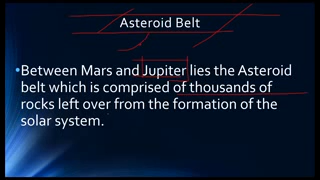 Asteroid Belt
•Between Mars and Jupiter lies the Asteroid
belt which is comprised of thousands of
rocks left over from the formation of the
solar system.